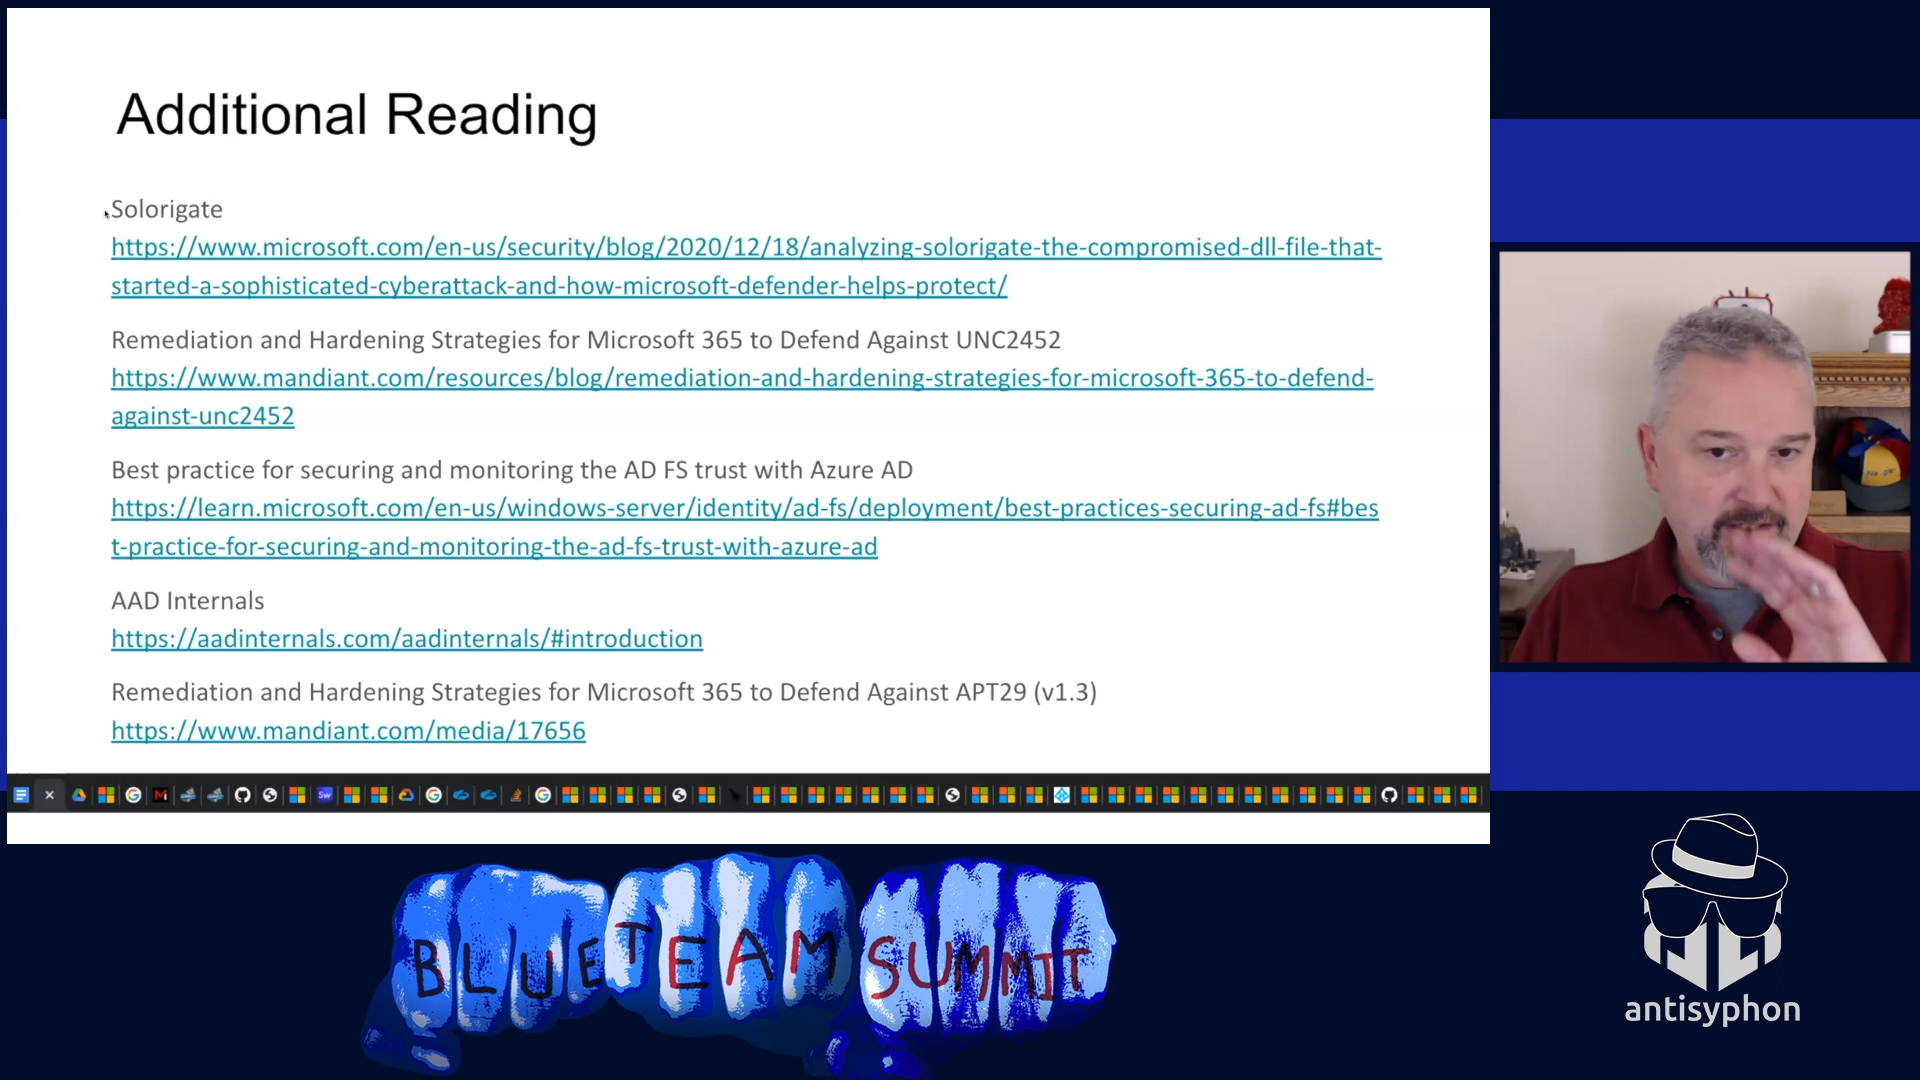 Additional Reading
Solorigate
https://www.microsoft.com/en-us/security/blog/2020/12/18/analyzing-solorigate-the-compromised-dll-file-that-
started-a-sophisticated-cyberattack-and-how-microsoft-defender-helps-protect/
Remediation and Hardening Strategies for Microsoft 365 to Defend Against UNC2452
https://www.mandiant.com/resources/blog/remediation-and-hardening-strategies-for-microsoft-365-to-defend-
against-unc2452
Best practice for securing and monitoring the AD FS trust with Azure AD
https://learn.microsoft.com/en-us/windows-server/identity/ad-fs/deployment/best-practices-securing-ad-fs#bes
t-practice-for-securing-and-monitoring-the-ad-fs-trust-with-azure-ad
AAD Internals
https://aadinternals.com/aadinternals/#introduction
Remediation and Hardening Strategies for Microsoft 365 to Defend Against APT29 (v1.3)
https://www.mandiant.com/media/17656
BLUE TEAM SUMMIT
antisyphon